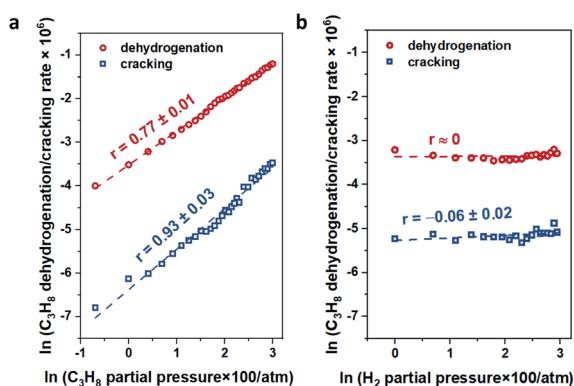 a
dehydrogenation
cracking
r = 0.77 ± 0.01
r = 0.93 ± 0.03
ln (C₃H₈ dehydrogenation/cracking rate × 10⁶)
-1
-2
-3
-4
-5
-6
-7
-1 0 1 2 3
ln (C₃H₈ partial pressure×100/atm)
b
dehydrogenation
cracking
r ≈ 0
r = −0.06 ± 0.02
ln (C₃H₈ dehydrogenation/cracking rate × 10⁶)
-1
-2
-3
-4
-5
-6
-7
0 1 2 3
ln (H₂ partial pressure×100/atm)